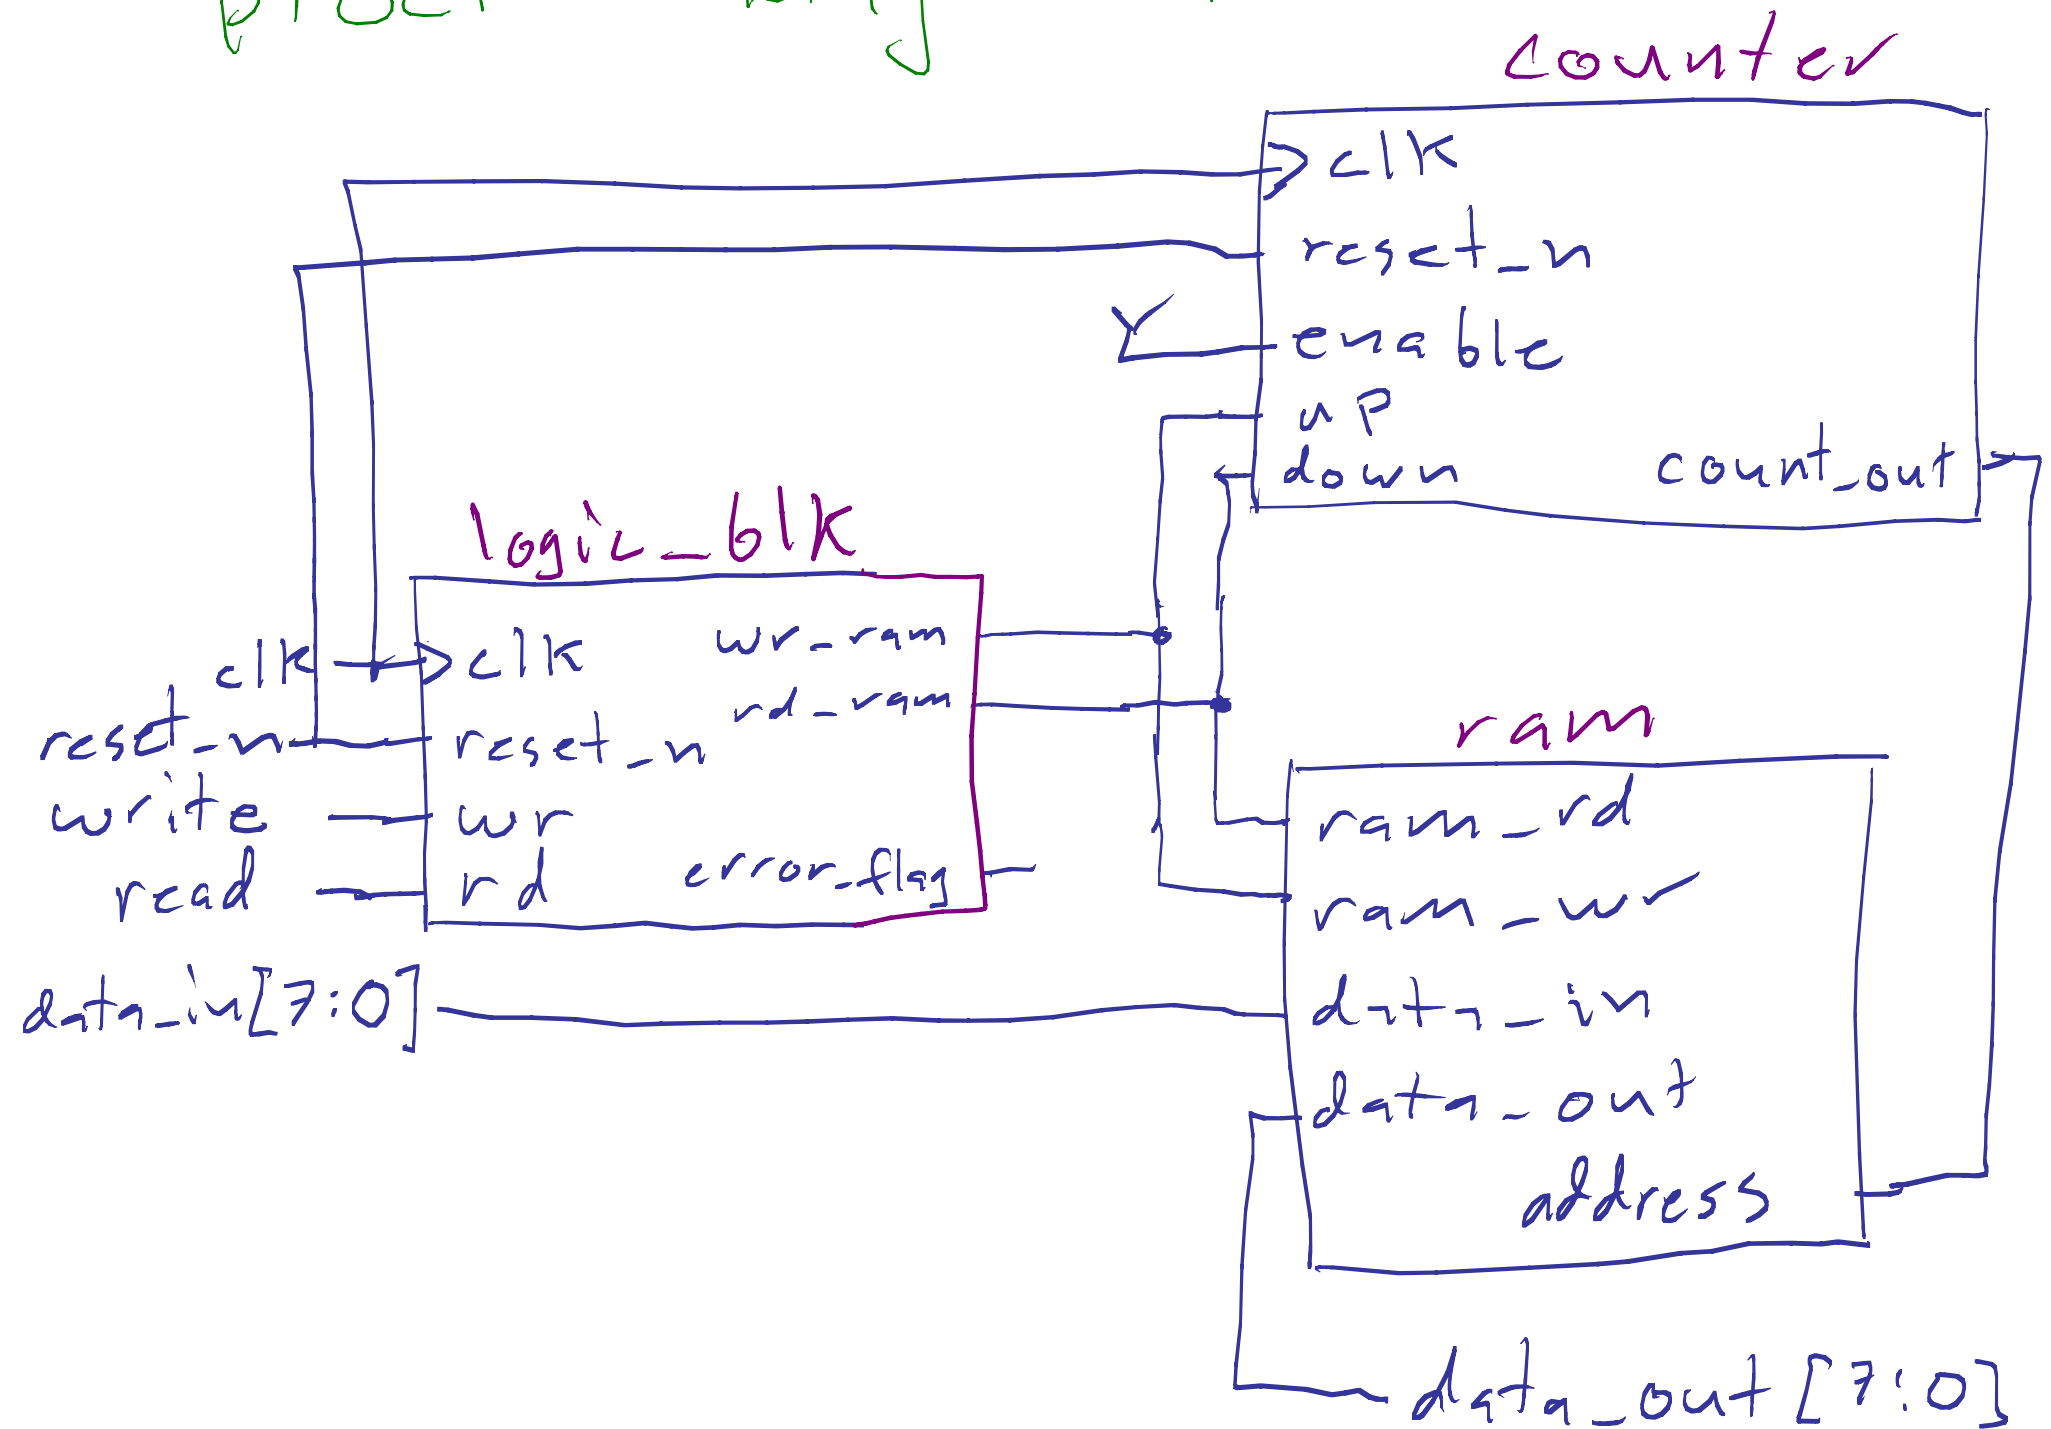 counter
clk
reset_n
enable
up
down
count_out
logic_blk
clk
clk
wr_ram
rd_ram
reset_n
reset_n
write
wr
read
rd
error_flag
ram
ram_rd
ram_wr
data_in[7:0]
data_in
data_out
address
data_out[7:0]